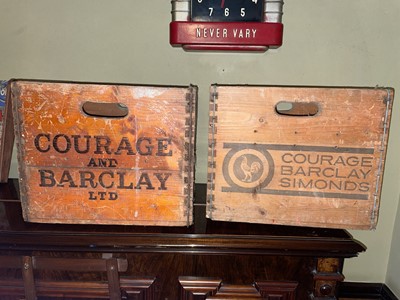 7 6 5
NEVER VARY
COURAGE
AND
BARCLAY
LTD
COURAGE
BARCLAY
SIMONDS